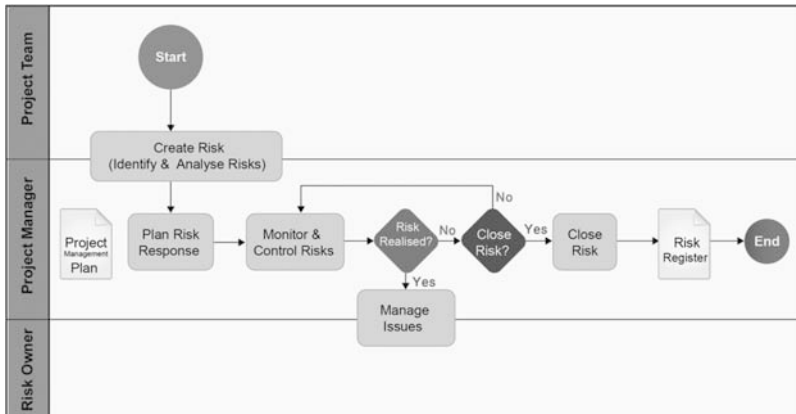 Project Team
Start
Create Risk
(Identify & Analyse Risks)
Project Manager
Project
Management
Plan
Plan Risk
Response
Monitor &
Control Risks
Risk
Realised?
No
Yes
No
Close
Risk?
Yes
Close
Risk
Risk
Register
End
Manage
Issues
Risk Owner